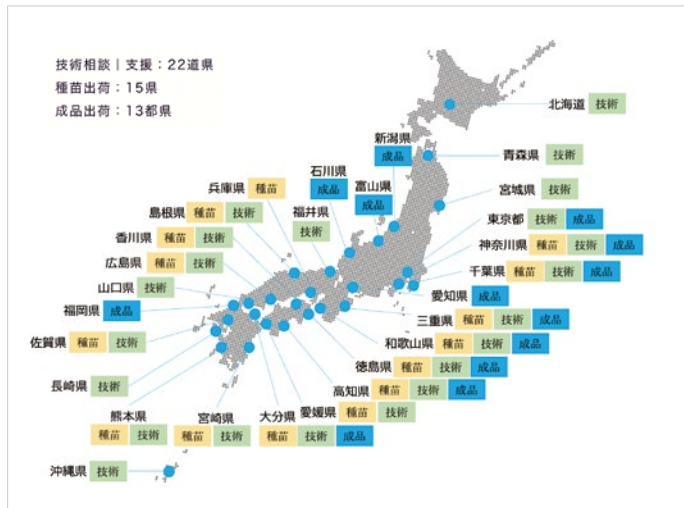 技術相談｜支援：22道県
種苗出荷：15県
成品出荷：13都県
北海道 技術
新潟県
成品
青森県 技術
石川県
成品
富山県
成品
宮城県 技術
兵庫県 種苗
福井県
技術
島根県 種苗 技術
東京都 技術 成品
香川県 種苗 技術
神奈川県 種苗 技術 成品
広島県 種苗 技術
千葉県 種苗 技術 成品
山口県 技術
愛知県 成品
福岡県 成品
三重県 種苗 技術 成品
佐賀県 種苗 技術
和歌山県 種苗 技術 成品
徳島県 種苗 技術 成品
長崎県 技術
高知県 種苗 技術 成品
熊本県
種苗 技術
宮崎県
種苗 技術
大分県
種苗 技術 成品
愛媛県 種苗 技術
沖縄県 技術